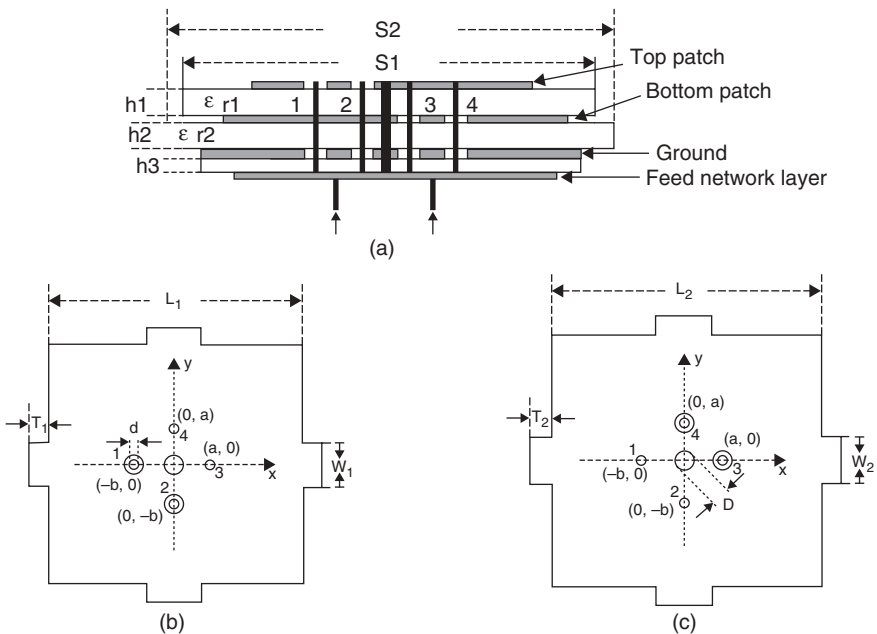 S2
S1
Top patch
h1 ε r1 1 2 3 4
Bottom patch
h2 ε r2
Ground
h3
Feed network layer
(a)
L1
y
T1
d
(0, a)
4
1
(a, 0)
W1
3
x
(–b, 0)
2
(0, –b)
(b)
L2
y
T2
(0, a)
4
1
(a, 0)
W2
3
x
(–b, 0)
2
D
(0, –b)
(c)